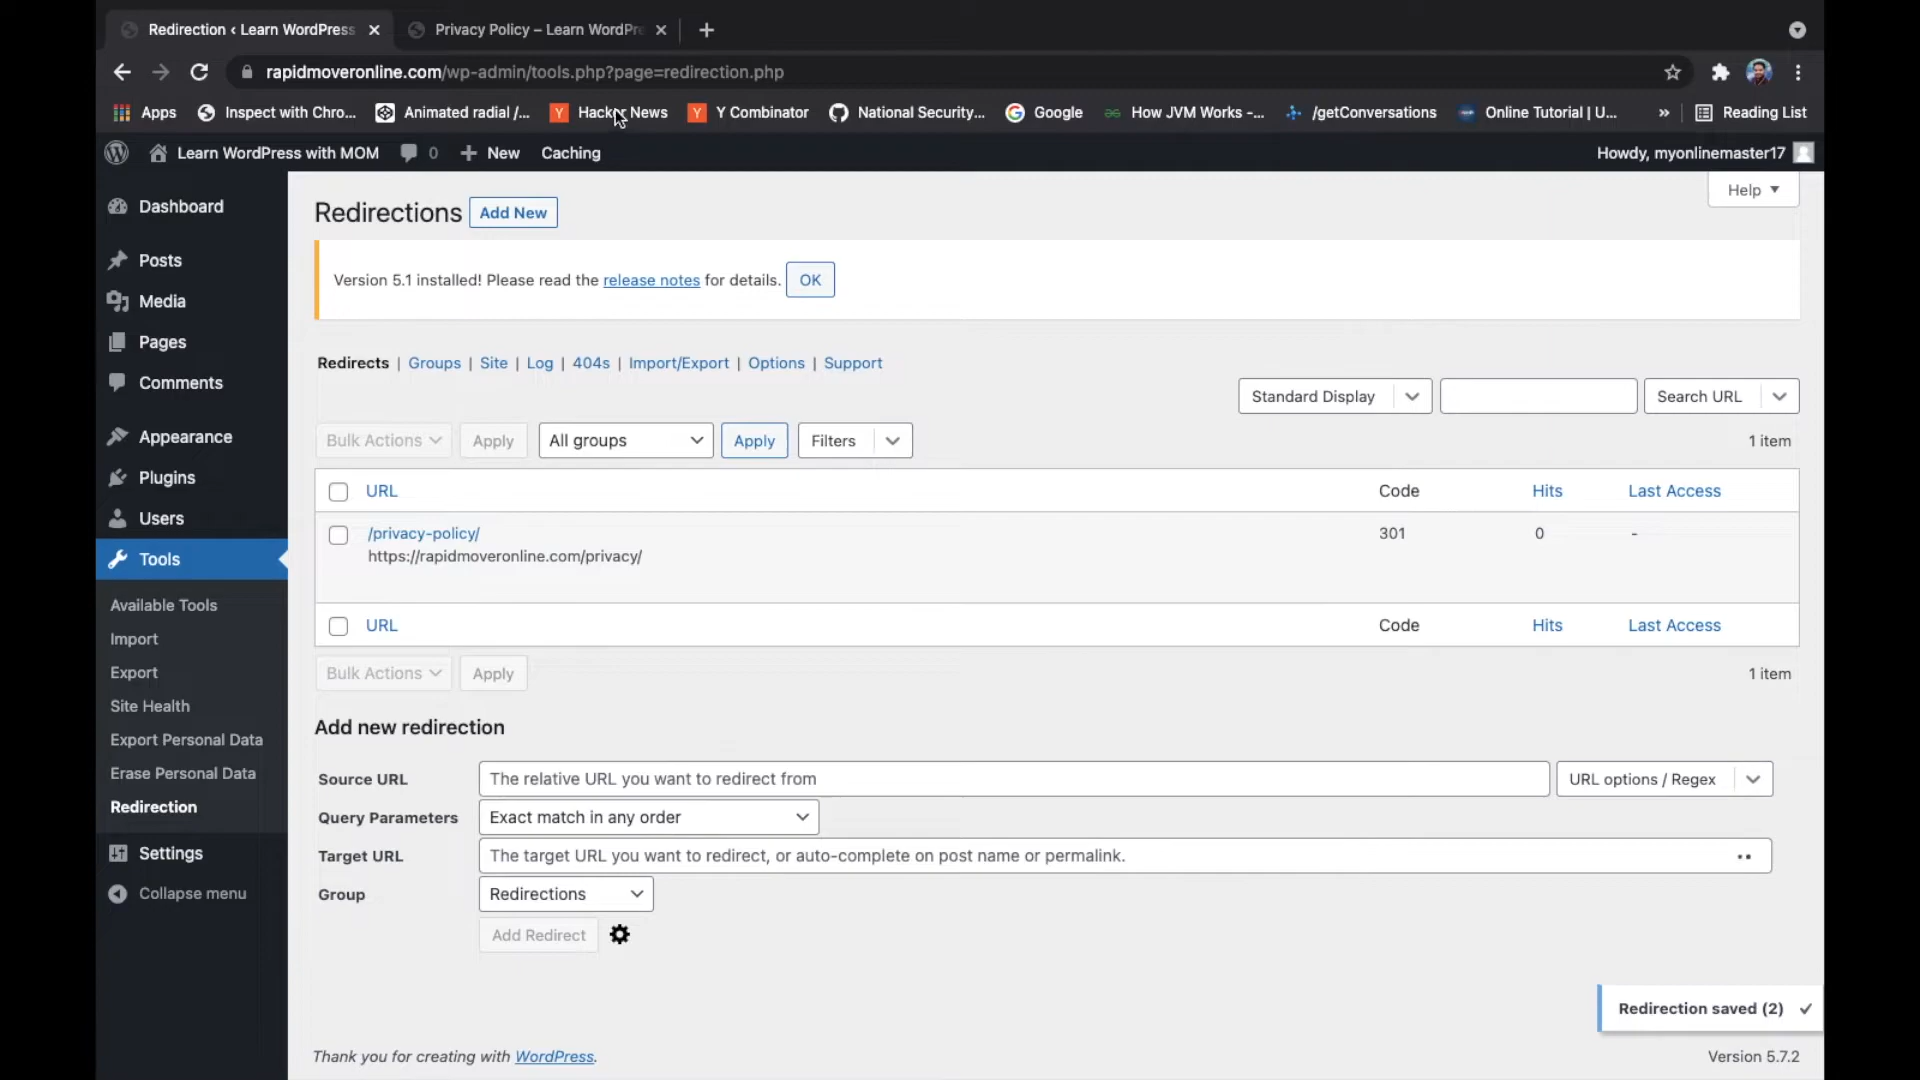 Redirection ‹ Learn WordPress
Privacy Policy – Learn WordPr
rapidmoveronline.com/wp-admin/tools.php?page=redirection.php
Apps
Inspect with Chro...
Animated radial /...
Hacker News
Y Combinator
National Security...
Google
How JVM Works -...
/getConversations
Online Tutorial | U...
»
Reading List
Learn WordPress with MOM
0
New
Caching
Howdy, myonlinemaster17
Dashboard
Posts
Media
Pages
Comments
Appearance
Plugins
Users
Tools
Available Tools
Import
Export
Site Health
Export Personal Data
Erase Personal Data
Redirection
Settings
Collapse menu
Help
Redirections
Add New
Version 5.1 installed! Please read the release notes for details.
OK
Redirects | Groups | Site | Log | 404s | Import/Export | Options | Support
Standard Display
Search URL
Bulk Actions
Apply
All groups
Apply
Filters
1 item
URL
Code
Hits
Last Access
/privacy-policy/
https://rapidmoveronline.com/privacy/
301
0
-
URL
Code
Hits
Last Access
Bulk Actions
Apply
1 item
Add new redirection
Source URL
The relative URL you want to redirect from
URL options / Regex
Query Parameters
Exact match in any order
Target URL
The target URL you want to redirect, or auto-complete on post name or permalink.
Group
Redirections
Add Redirect
Redirection saved (2)
Thank you for creating with WordPress.
Version 5.7.2